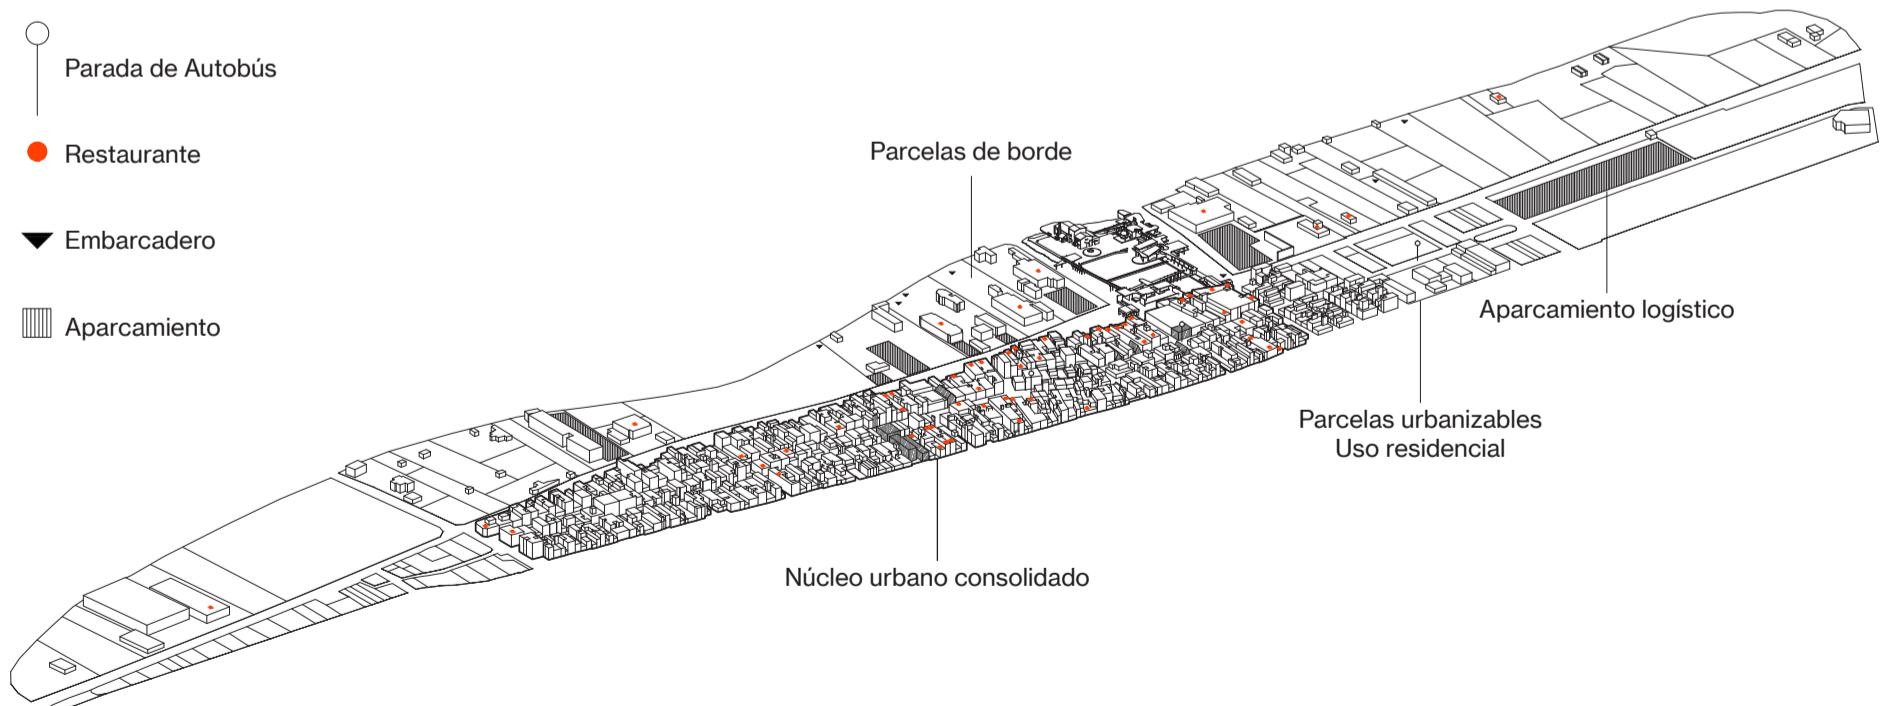 Parada de Autobús
Restaurante
Embarcadero
Aparcamiento
Parcelas de borde
Aparcamiento logístico
Parcelas urbanizables
Uso residencial
Núcleo urbano consolidado